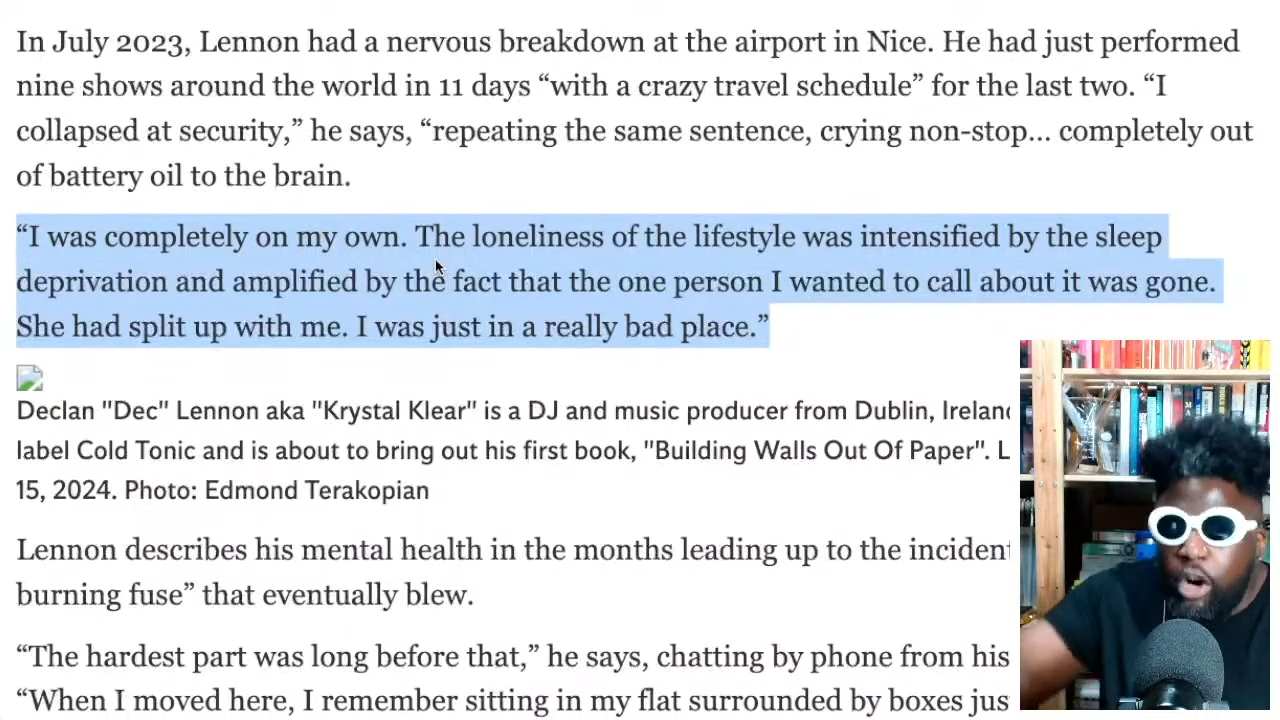 In July 2023, Lennon had a nervous breakdown at the airport in Nice. He had just performed
nine shows around the world in 11 days “with a crazy travel schedule” for the last two. “I
collapsed at security,” he says, “repeating the same sentence, crying non-stop... completely out
of battery oil to the brain.
“I was completely on my own. The loneliness of the lifestyle was intensified by the sleep
deprivation and amplified by the fact that the one person I wanted to call about it was gone.
She had split up with me. I was just in a really bad place.”
Declan "Dec" Lennon aka "Krystal Klear" is a DJ and music producer from Dublin,
label Cold Tonic and is about to bring out his first book, "Building Walls Out Of Paper".
15, 2024. Photo: Edmond Terakopian
Lennon describes his mental health in the months leading up to the incident
burning fuse” that eventually blew.
“The hardest part was long before that,” he says, chatting by phone from his
“When I moved here, I remember sitting in my flat surrounded by boxes